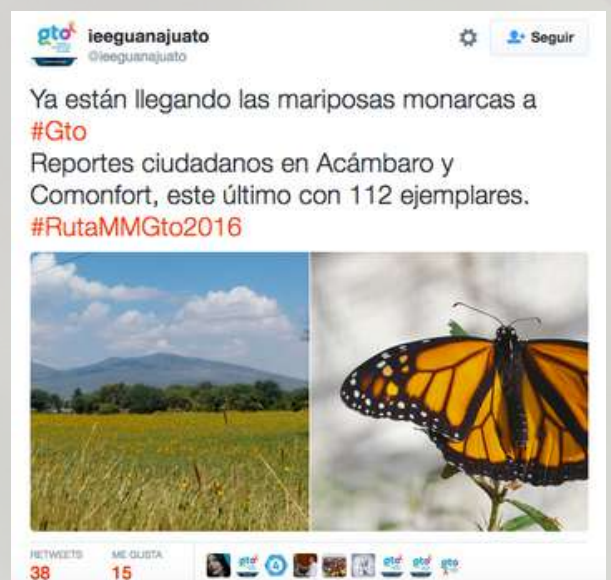 gto
ieeguanajuato
@ieeguanajuato
Seguir
Ya están llegando las mariposas monarcas a
#Gto
Reportes ciudadanos en Acámbaro y
Comonfort, este último con 112 ejemplares.
#RutaMMGto2016
RETWEETS
ME GUSTA
38
15